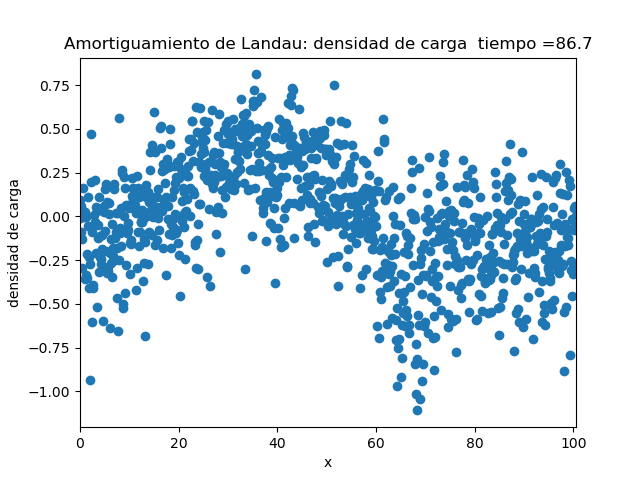 Amortiguamiento de Landau: densidad de carga  tiempo =86.7
0.75
0.50
0.25
0.00
−0.25
−0.50
−0.75
−1.00
densidad de carga
0 20 40 60 80 100
x